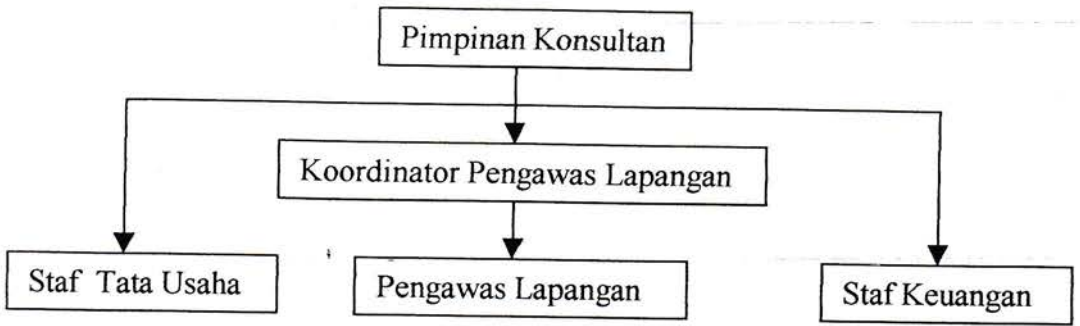 Pimpinan Konsultan
Koordinator Pengawas Lapangan
Staf Tata Usaha
Pengawas Lapangan
Staf Keuangan